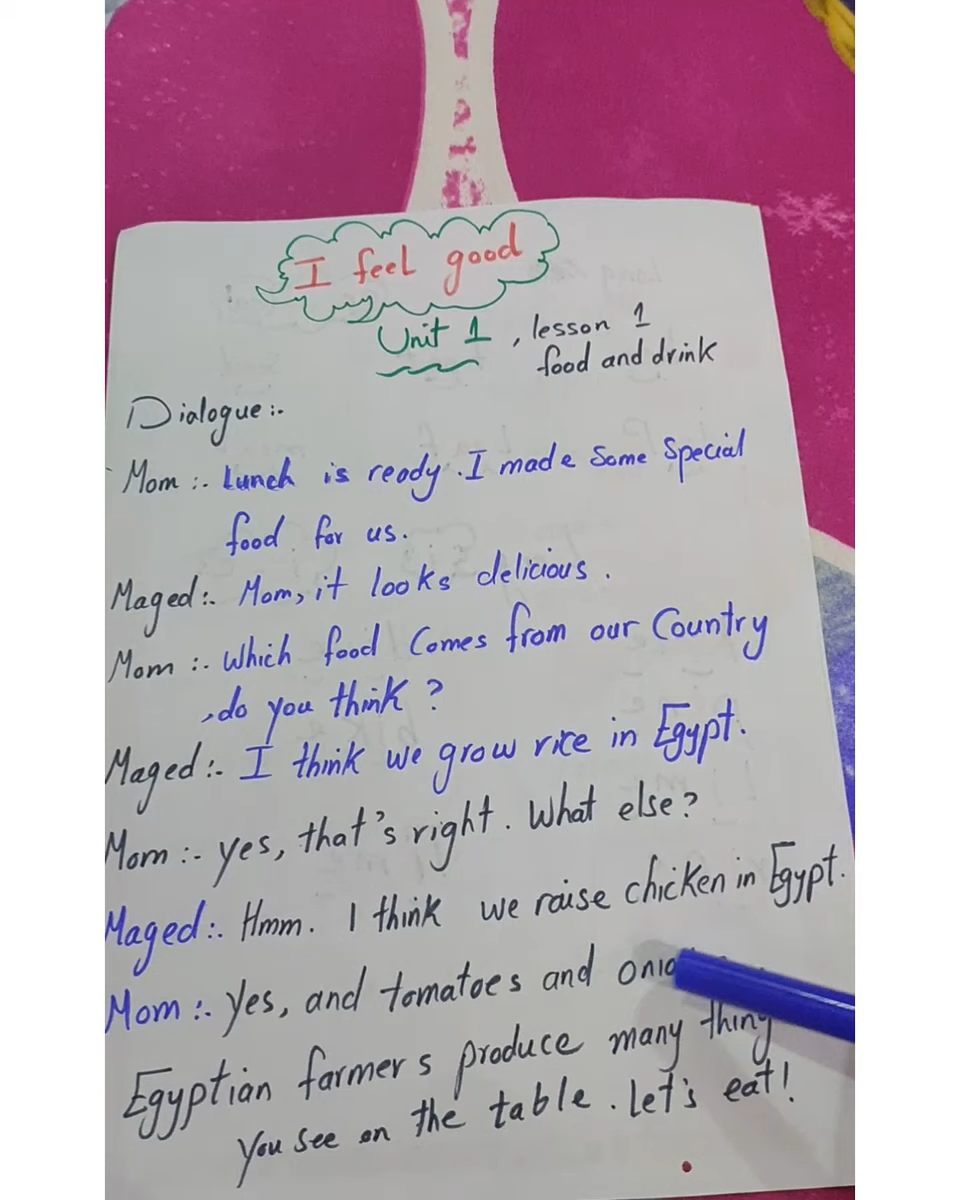 I feel good
Unit 1 , lesson 1
food and drink
Dialogue:-
Mom :- Lunch is ready. I made some special
food for us.
Maged:- Mom, it looks delicious.
Mom :- Which food Comes from our Country
,do you think?
Maged:- I think we grow rice in Egypt.
Mom :- yes, that's right. What else?
Maged:- Hmm. I think we raise chicken in Egypt.
Mom :- Yes, and tomatoes and
Egyptian farmers produce many thing
You see on the table. Let's eat!